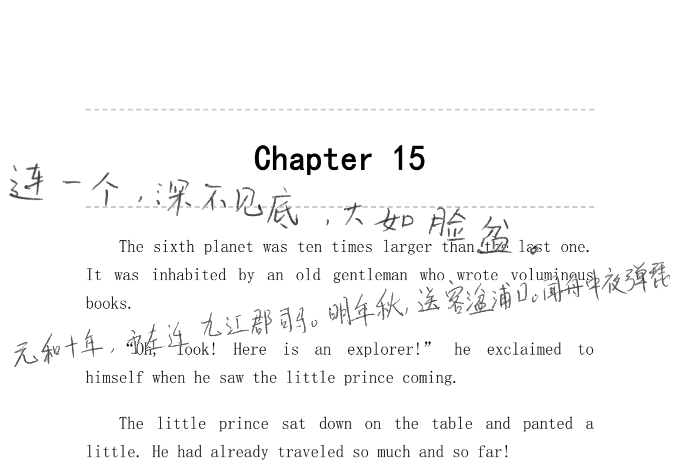 Chapter 15
连一个，深不见底，大如脸盆。
The sixth planet was ten times larger than the last one.
It was inhabited by an old gentleman who wrote voluminous
books.
元和十年，左连九江郡司马。明年秋，送客湓浦口。闻舟中夜弹琵
“Oh, look! Here is an explorer!” he exclaimed to
himself when he saw the little prince coming.
The little prince sat down on the table and panted a
little. He had already traveled so much and so far!